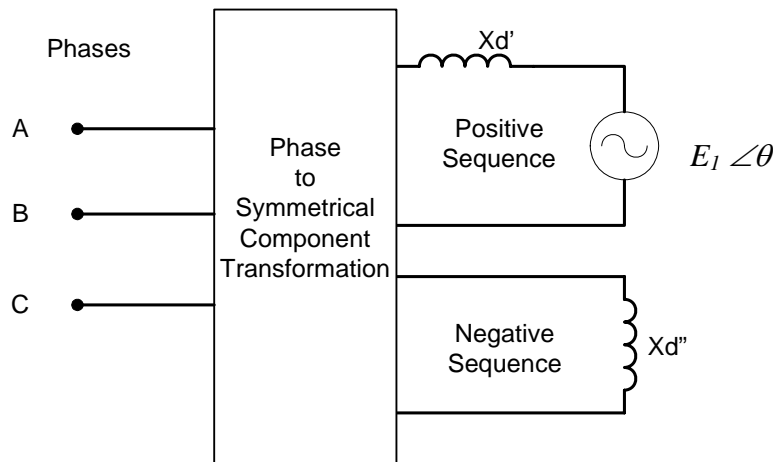 Phases
A
B
C
Phase
to
Symmetrical
Component
Transformation
Xd’
Positive
Sequence
E1 ∠θ
Negative
Sequence
Xd”